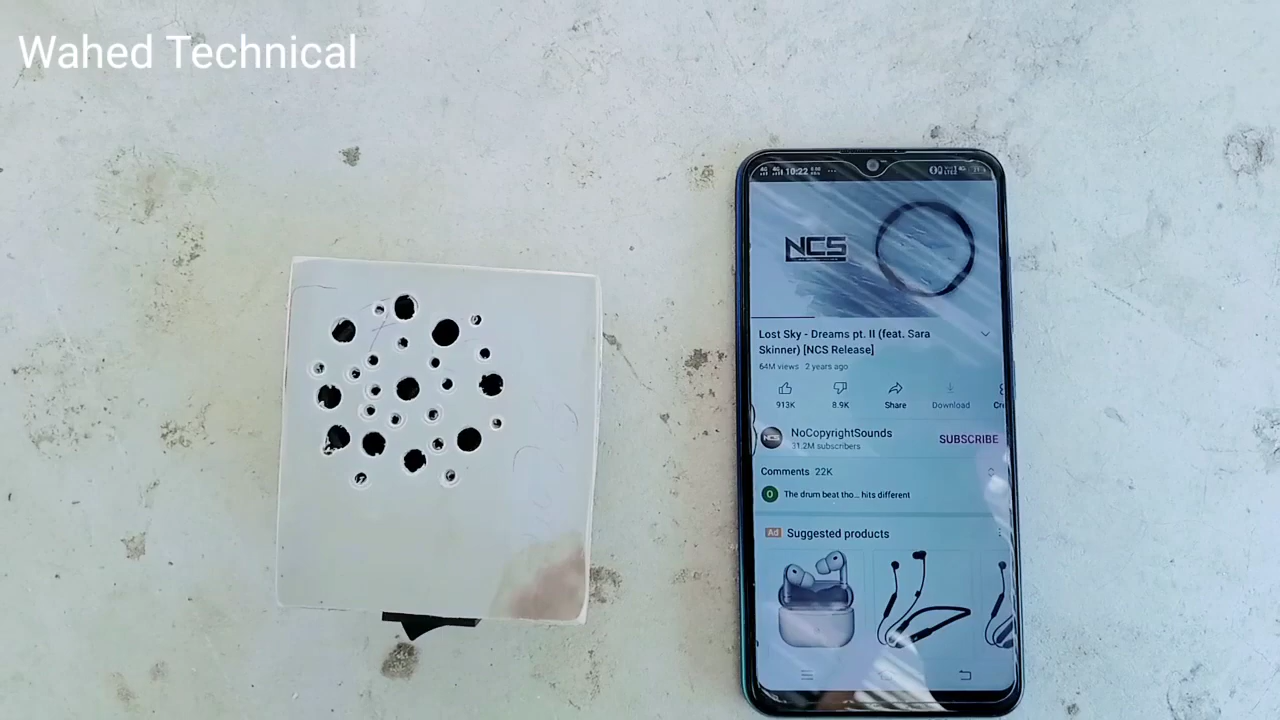 Wahed Technical
10:22
NCS
Lost Sky - Dreams pt. II (feat. Sara
Skinner) [NCS Release]
64M views · 2 years ago
913K
8.9K
Share
Download
NoCopyrightSounds
31.2M subscribers
SUBSCRIBE
Comments 22K
The drum beat tho... hits different
Ad Suggested products